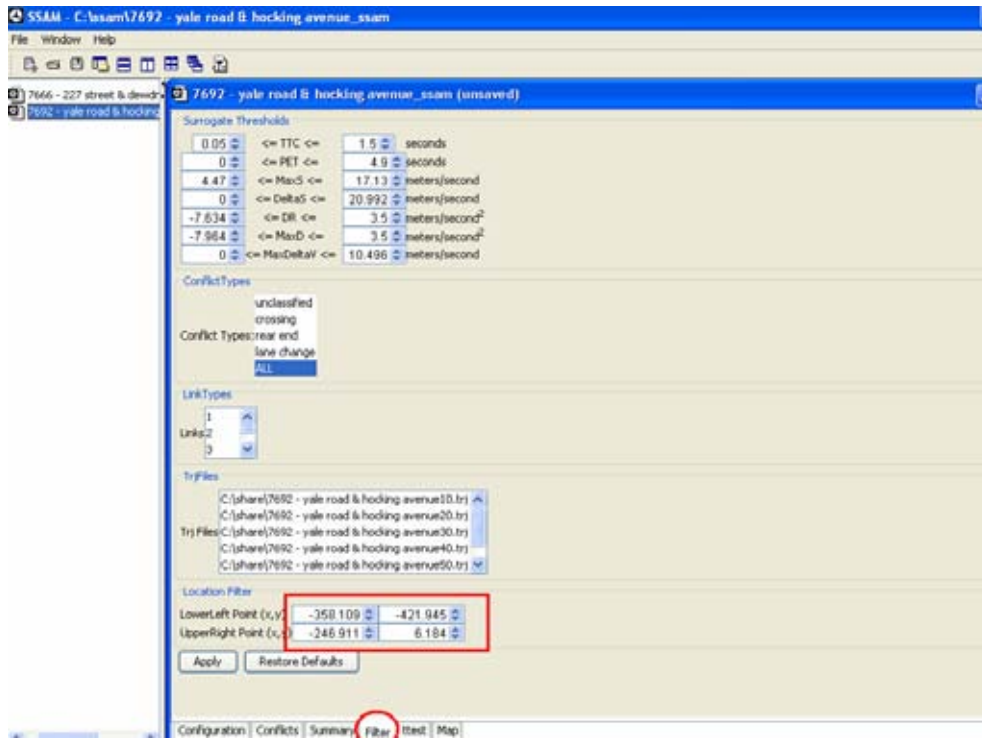 SSAM - C:\ssam\7692 - yale road & hocking avenue_ssam
File Window Help
7666 - 227 street & dewdr
7692 - yale road & hocking
7692 - yale road & hocking avenue_ssam (unsaved)
Surrogate Thresholds
0.05 <= TTC <= 1.5 seconds
0 <= PET <= 4.9 seconds
4.47 <= MaxS <= 17.13 meters/second
0 <= DeltaS <= 20.992 meters/second
-7.634 <= DR <= 3.5 meters/second2
-7.964 <= MaxD <= 3.5 meters/second2
0 <= MaxDeltaV <= 10.496 meters/second
ConflictTypes
unclassified
crossing
Conflict Types: rear end
lane change
ALL
LinkTypes
1
Links: 2
3
TrjFiles
C:\share\7692 - yale road & hocking avenue10.trj
C:\share\7692 - yale road & hocking avenue20.trj
Trj Files C:\share\7692 - yale road & hocking avenue30.trj
C:\share\7692 - yale road & hocking avenue40.trj
C:\share\7692 - yale road & hocking avenue50.trj
Location Filter
LowerLeft Point (x,y) -358.109 -421.945
UpperRight Point (x,y) -246.911 6.184
Apply Restore Defaults
Configuration Conflicts Summary Filter ttest Map